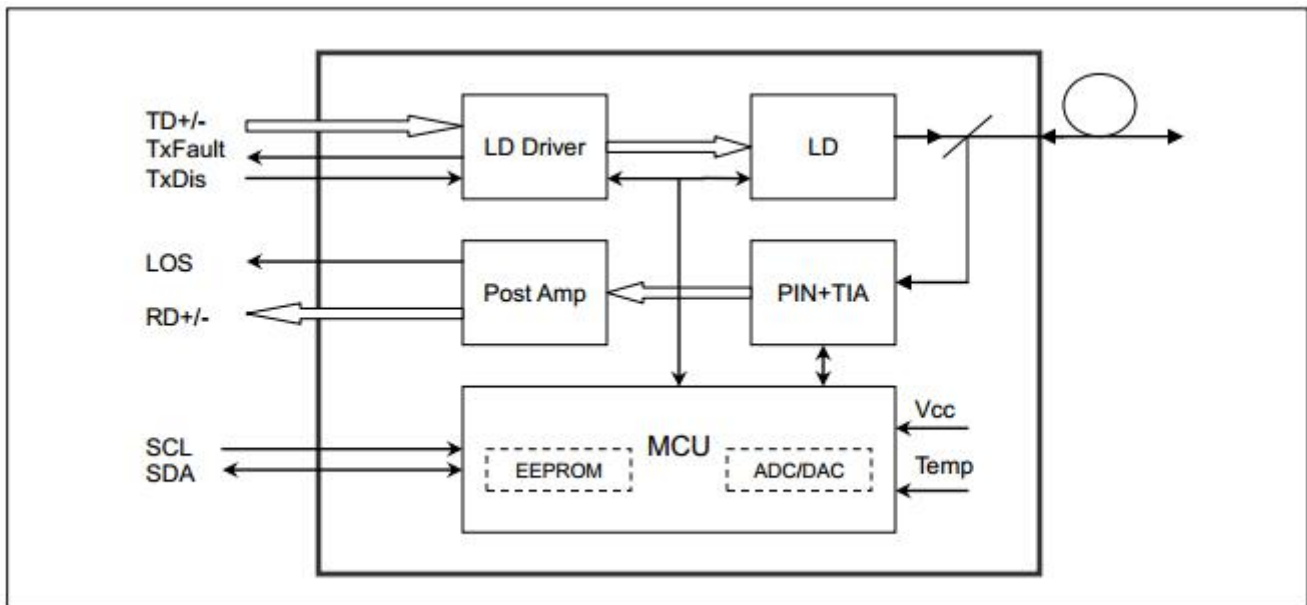 TD+/-
TxFault
TxDis
LD Driver
LD
LOS
RD+/-
Post Amp
PIN+TIA
SCL
SDA
MCU
EEPROM
ADC/DAC
Vcc
Temp